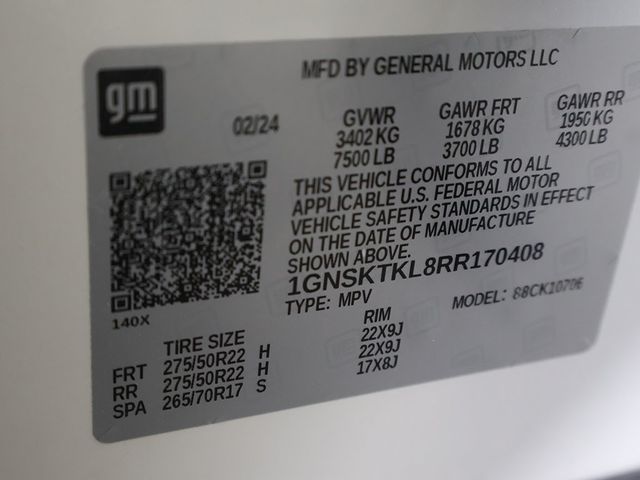 gm
MFD BY GENERAL MOTORS LLC
02/24
GVWR GAWR FRT GAWR RR
3402 KG 1678 KG 1950 KG
7500 LB 3700 LB 4300 LB
THIS VEHICLE CONFORMS TO ALL
APPLICABLE U.S. FEDERAL MOTOR
VEHICLE SAFETY STANDARDS IN EFFECT
ON THE DATE OF MANUFACTURE
SHOWN ABOVE.
1GNSKTKL8RR170408
TYPE: MPV MODEL:
140X
TIRE SIZE RIM
FRT 275/50R22 H 22X9J
RR 275/50R22 H 22X9J
SPA 265/70R17 S 17X8J